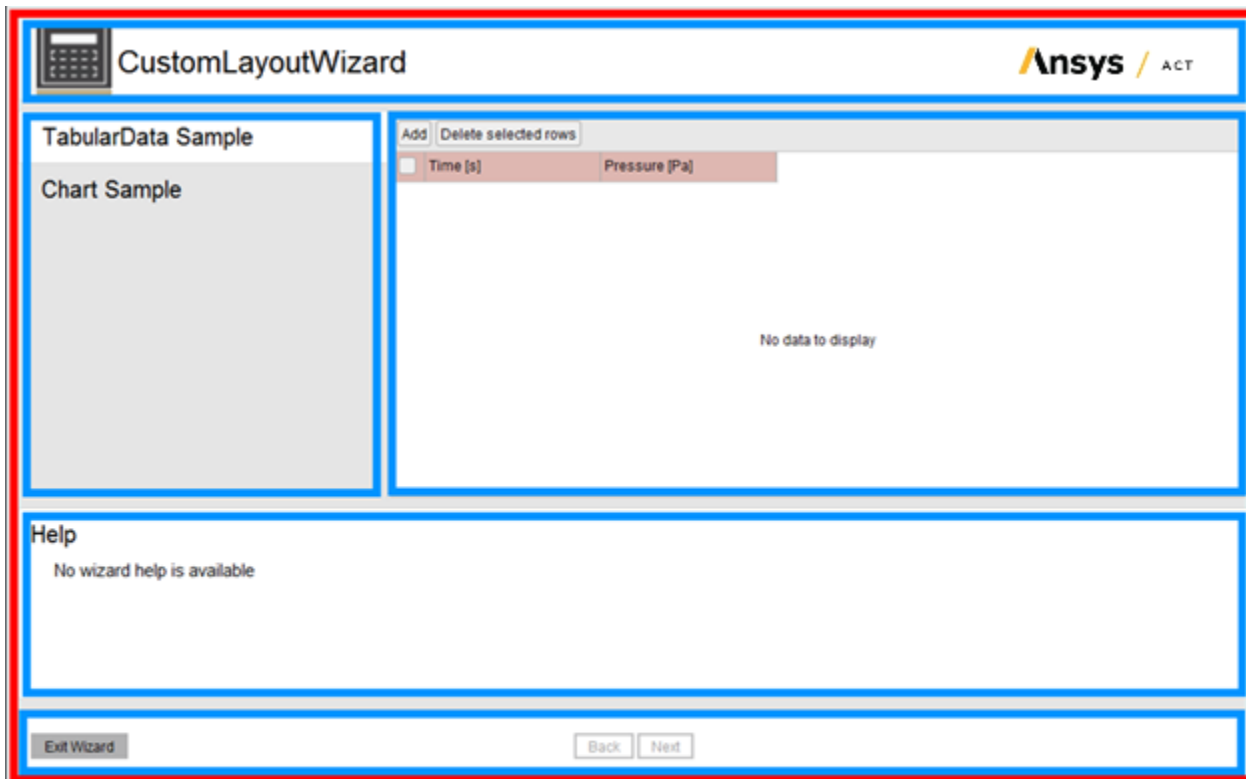 CustomLayoutWizard
Ansys / ACT
TabularData Sample
Chart Sample
Add Delete selected rows
Time [s] Pressure [Pa]
No data to display
Help
No wizard help is available
Exit Wizard Back Next